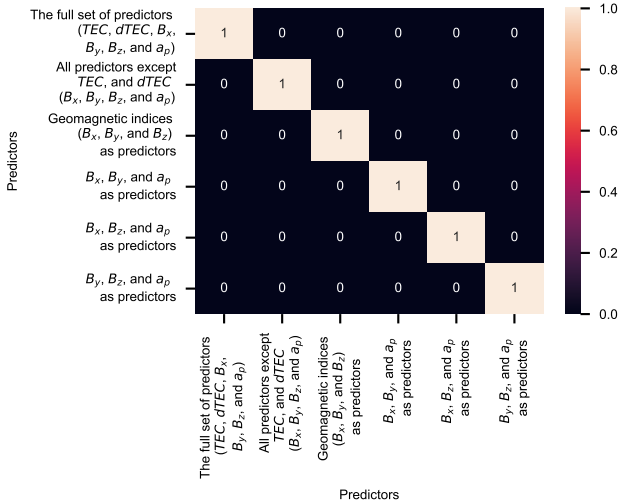 The full set of predictors
(TEC, dTEC, Bx,
By, Bz, and ap)
All predictors except
TEC, and dTEC
(Bx, By, Bz, and ap)
Geomagnetic indices
(Bx, By, and Bz)
as predictors
Bx, By, and ap
as predictors
Bx, Bz, and ap
as predictors
By, Bz, and ap
as predictors
Predictors
1 0 0 0 0 0
0 1 0 0 0 0
0 0 1 0 0 0
0 0 0 1 0 0
0 0 0 0 1 0
0 0 0 0 0 1
1.0
0.8
0.6
0.4
0.2
0.0
The full set of predictors
(TEC, dTEC, Bx,
By, Bz, and ap)
All predictors except
TEC, and dTEC
(Bx, By, Bz, and ap)
Geomagnetic indices
(Bx, By, and Bz)
as predictors
Bx, By, and ap
as predictors
Bx, Bz, and ap
as predictors
By, Bz, and ap
as predictors
Predictors